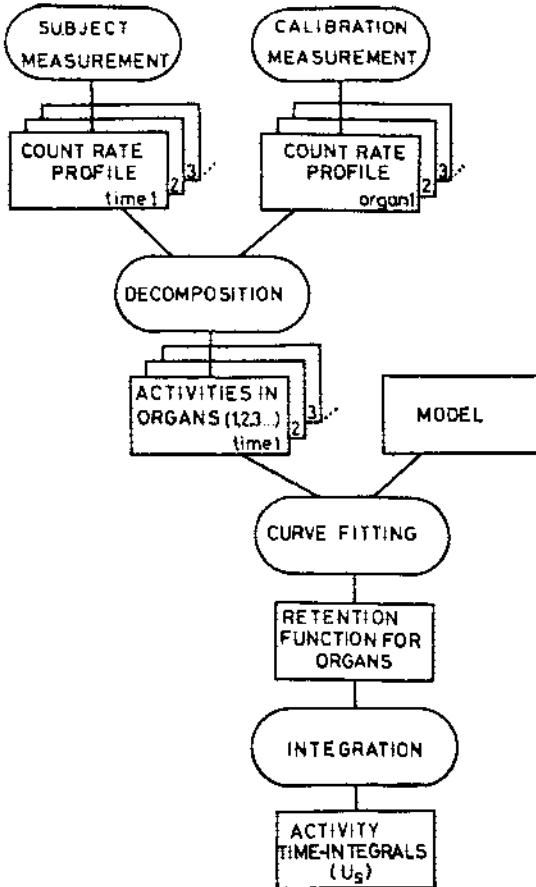 SUBJECT
MEASUREMENT
CALIBRATION
MEASUREMENT
COUNT RATE
PROFILE
time1
2
3
COUNT RATE
PROFILE
organ1
2
3
DECOMPOSITION
ACTIVITIES IN
ORGANS (1,2,3...)
time1
2
3
MODEL
CURVE FITTING
RETENTION
FUNCTION FOR
ORGANS
INTEGRATION
ACTIVITY
TIME-INTEGRALS
(US)